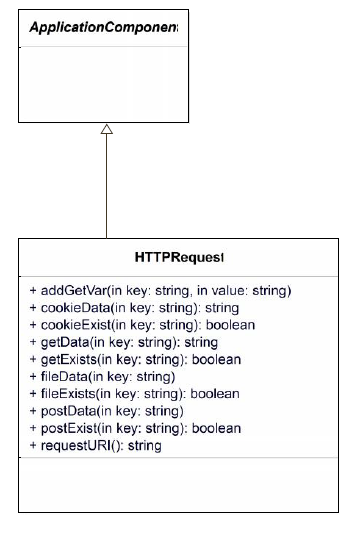 ApplicationComponent
HTTPRequest
+ addGetVar(in key: string, in value: string)
+ cookieData(in key: string): string
+ cookieExist(in key: string): boolean
+ getData(in key: string): string
+ getExists(in key: string): boolean
+ fileData(in key: string)
+ fileExists(in key: string): boolean
+ postData(in key: string)
+ postExist(in key: string): boolean
+ requestURI(): string